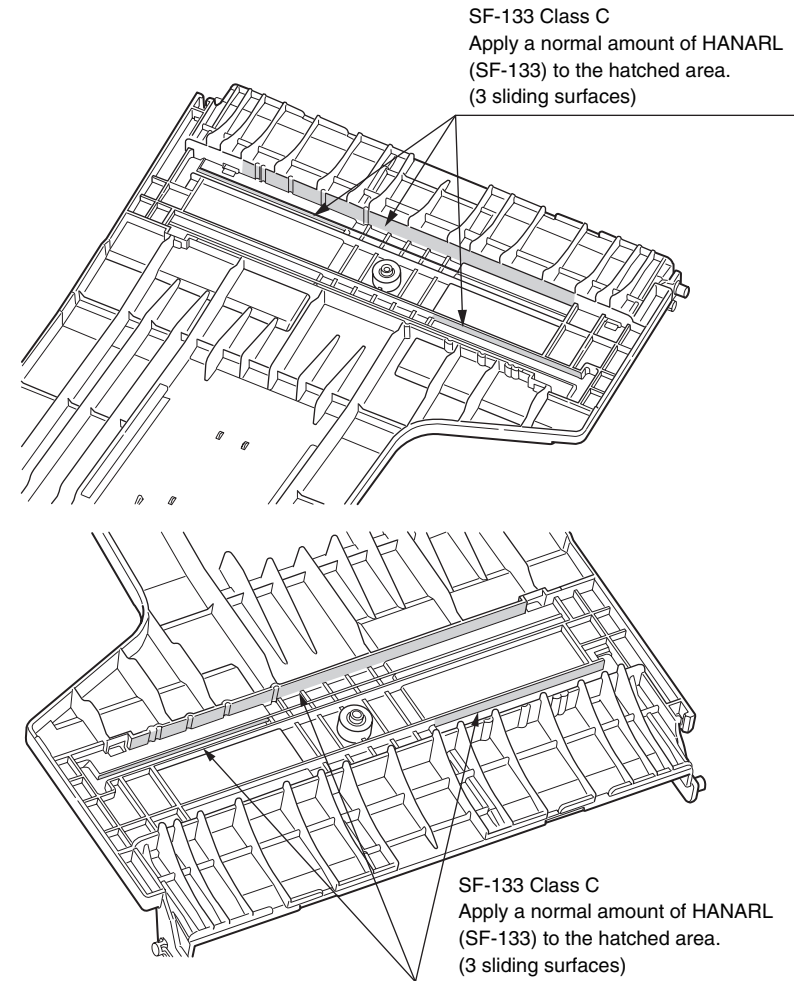 SF-133 Class C
Apply a normal amount of HANARL
(SF-133) to the hatched area.
(3 sliding surfaces)
SF-133 Class C
Apply a normal amount of HANARL
(SF-133) to the hatched area.
(3 sliding surfaces)